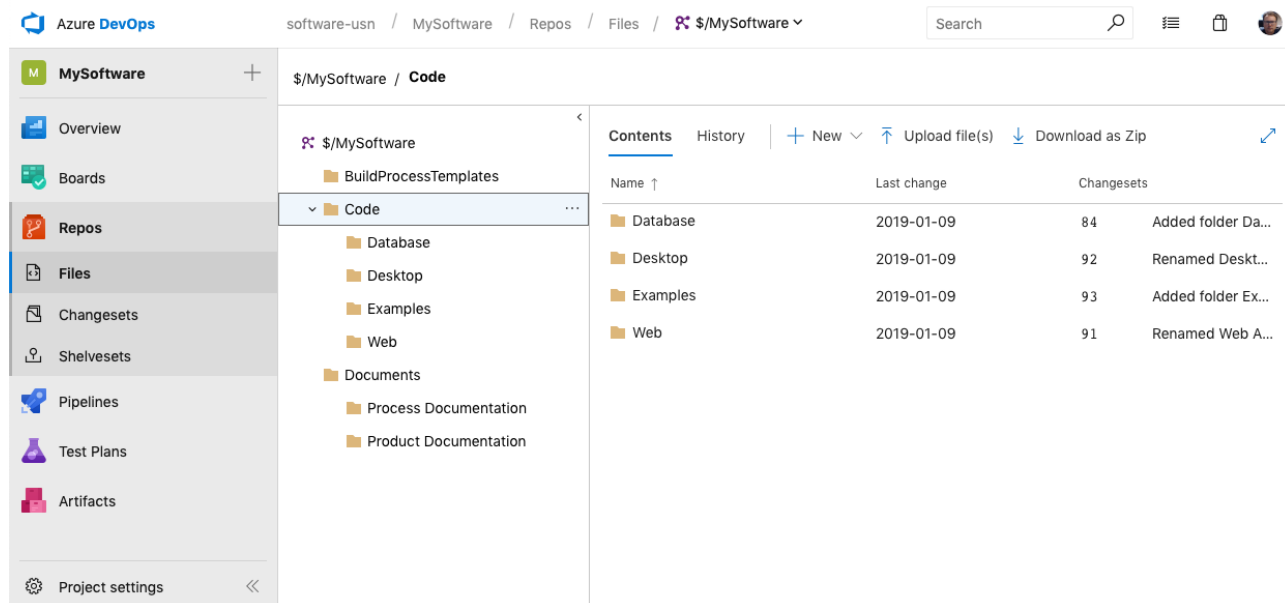 Azure DevOps
software-usn / MySoftware / Repos / Files / $/MySoftware
Search
M MySoftware
Overview
Boards
Repos
Files
Changesets
Shelvesets
Pipelines
Test Plans
Artifacts
Project settings
$/MySoftware / Code
$/MySoftware
BuildProcessTemplates
Code ...
Database
Desktop
Examples
Web
Documents
Process Documentation
Product Documentation
Contents History New Upload file(s) Download as Zip
Name ↑ Last change Changesets
Database 2019-01-09 84 Added folder Da...
Desktop 2019-01-09 92 Renamed Deskt...
Examples 2019-01-09 93 Added folder Ex...
Web 2019-01-09 91 Renamed Web A...